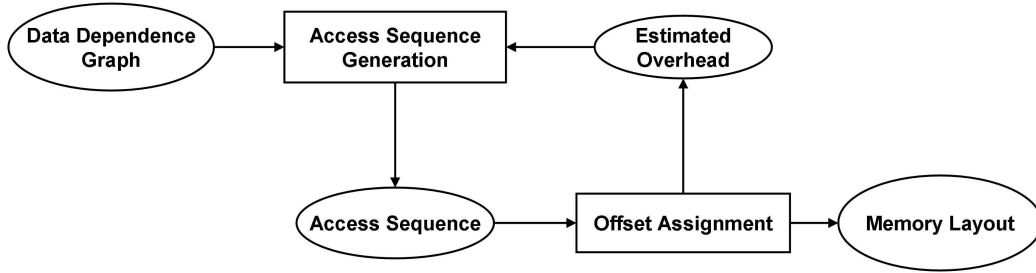 Data Dependence
Graph
Access Sequence
Generation
Estimated
Overhead
Access Sequence
Offset Assignment
Memory Layout